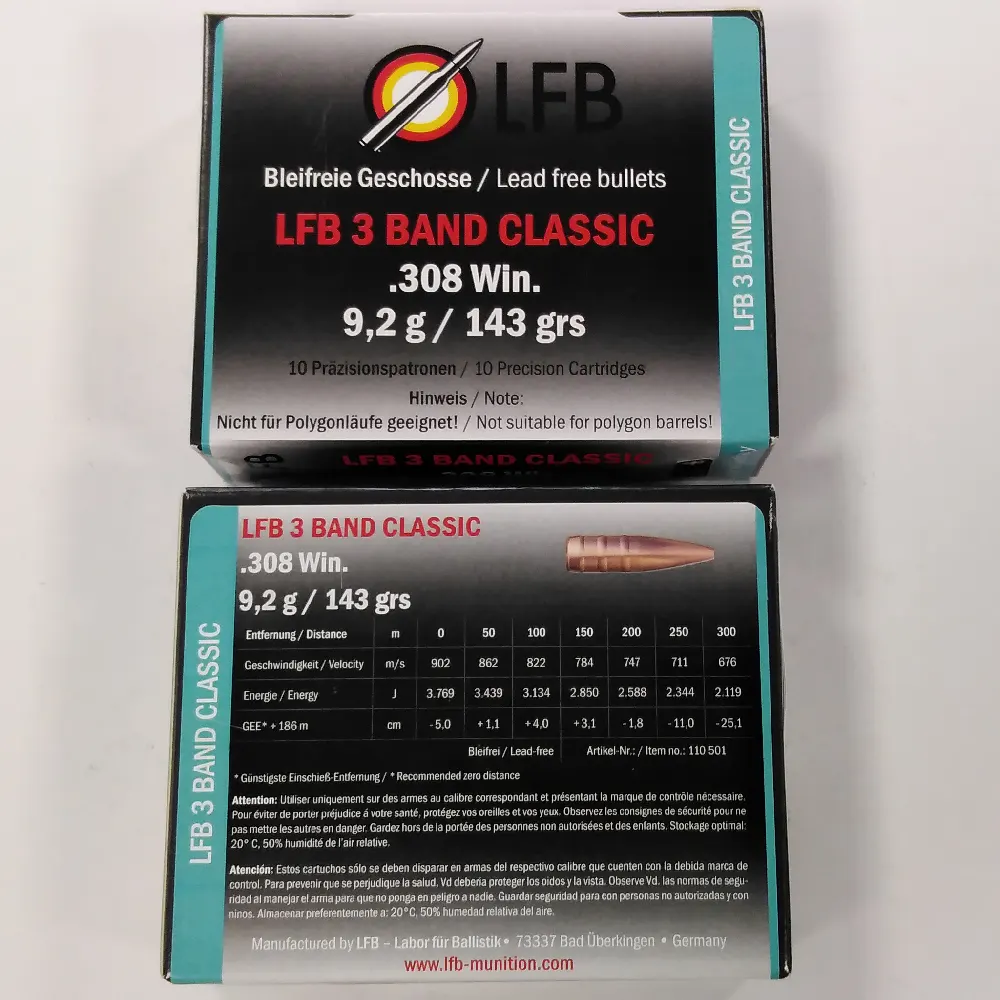 LFB
Bleifreie Geschosse / Lead free bullets
LFB 3 BAND CLASSIC
.308 Win.
9,2 g / 143 grs
10 Präzisionspatronen / 10 Precision Cartridges
Hinweis / Note:
Nicht für Polygonläufe geeignet! / Not suitable for polygon barrels!
LFB 3 BAND CLASSIC
LFB 3 BAND CLASSIC
LFB 3 BAND CLASSIC
LFB 3 BAND CLASSIC
.308 Win.
9,2 g / 143 grs
Entfernung / Distance m 0 50 100 150 200 250 300
Geschwindigkeit / Velocity m/s 902 862 822 784 747 711 676
Energie / Energy J 3.769 3.439 3.134 2.850 2.588 2.344 2.119
GEE* + 186 m cm -5,0 +1,1 +4,0 +3,1 -1,8 -11,0 -25,1
Bleifrei / Lead-free Artikel-Nr.: / Item no.: 110 501
* Günstigste Einschieß-Entfernung / * Recommended zero distance
Attention: Utiliser uniquement sur des armes au calibre correspondant et présentant la marque de contrôle nécessaire.
Pour éviter de porter préjudice á votre santé, protégez vos oreilles et vos yeux. Observez les consignes de sécurité pour ne
pas mettre les autres en danger. Gardez hors de la portée des personnes non autorisées et des enfants. Stockage optimal:
20° C, 50% humidité de l'air relative.
Atención: Estos cartuchos sólo se deben disparar en armas del respectivo calibre que cuenten con la debida marca de
control. Para prevenir que se perjudique la salud. Vd deberia proteger los oidos y la vista. Observe Vd. las normas de segu-
ridad al manejar el arma para que no ponga en peligro a nadie. Guardar seguridad para con personas no autorizadas y con
ninos. Almacenar preferentemente a: 20°C, 50% humedad relativa del aire.
Manufactured by LFB – Labor für Ballistik • 73337 Bad Überkingen • Germany
www.lfb-munition.com